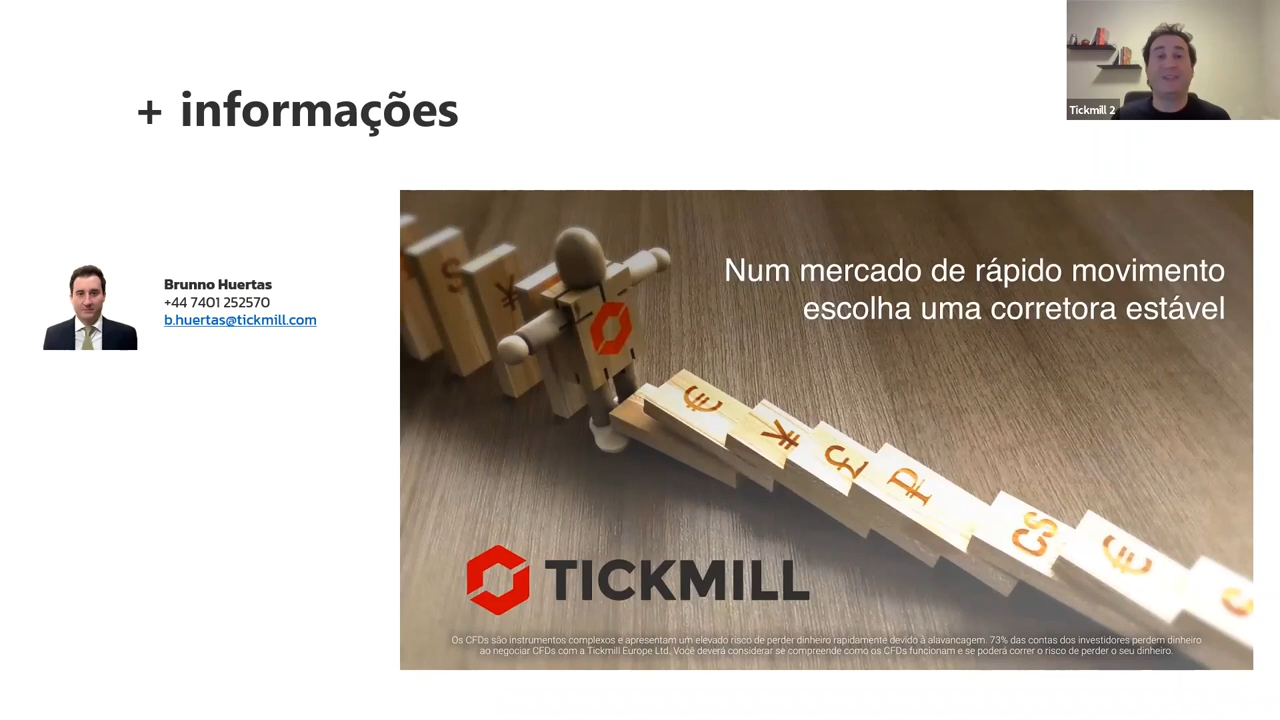 + informações
Tickmill 2
Brunno Huertas
+44 7401 252570
b.huertas@tickmill.com
Num mercado de rápido movimento
escolha uma corretora estável
$
¥
€
¥
£
₽
C$
€
TICKMILL
Os CFDs são instrumentos complexos e apresentam um elevado risco de perder dinheiro rapidamente devido à alavancagem. 73% das contas dos investidores perdem dinheiro
ao negociar CFDs com a Tickmill Europe Ltd. Você deverá considerar se compreende como os CFDs funcionam e se poderá correr o risco de perder o seu dinheiro.